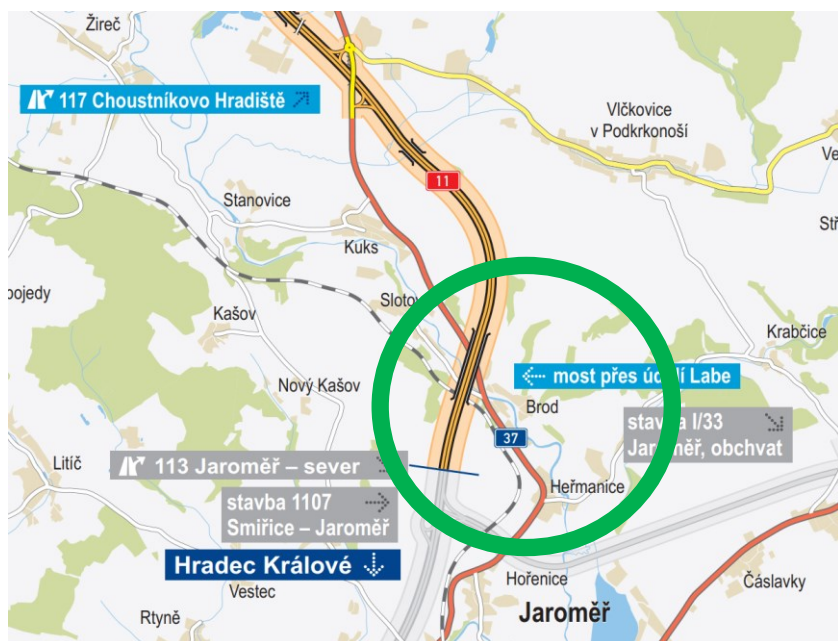 Žireč
117 Choustníkovo Hradiště
Vlčkovice
v Podkrkonoší
11
Stanovice
Kuks
Kašov
Krabčice
most přes údolí Labe
Nový Kašov
Brod
37
stavba I/33
Jaroměř, obchvat
113 Jaroměř – sever
Litíč
Heřmanice
stavba 1107
Smiřice – Jaroměř
Hradec Králové
Vestec
Hořenice
Čáslavky
Jaroměř
Rtyně